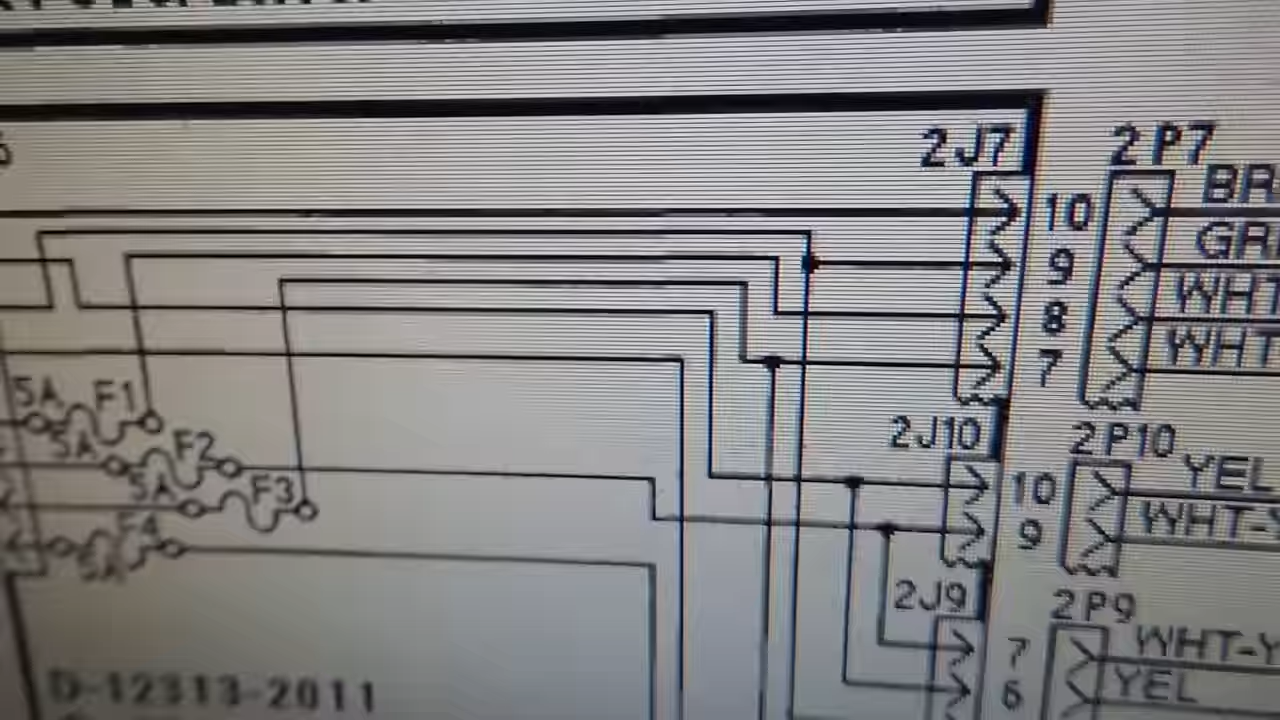 2J7 2P7
10 BR
9 GR
8 WHT
7 WHT
5A F1
5A F2
5A F3
5A F4
2J10 2P10
10 YEL
9 WHT-Y
2J9 2P9
7 WHT-Y
6 YEL
D-12313-2011